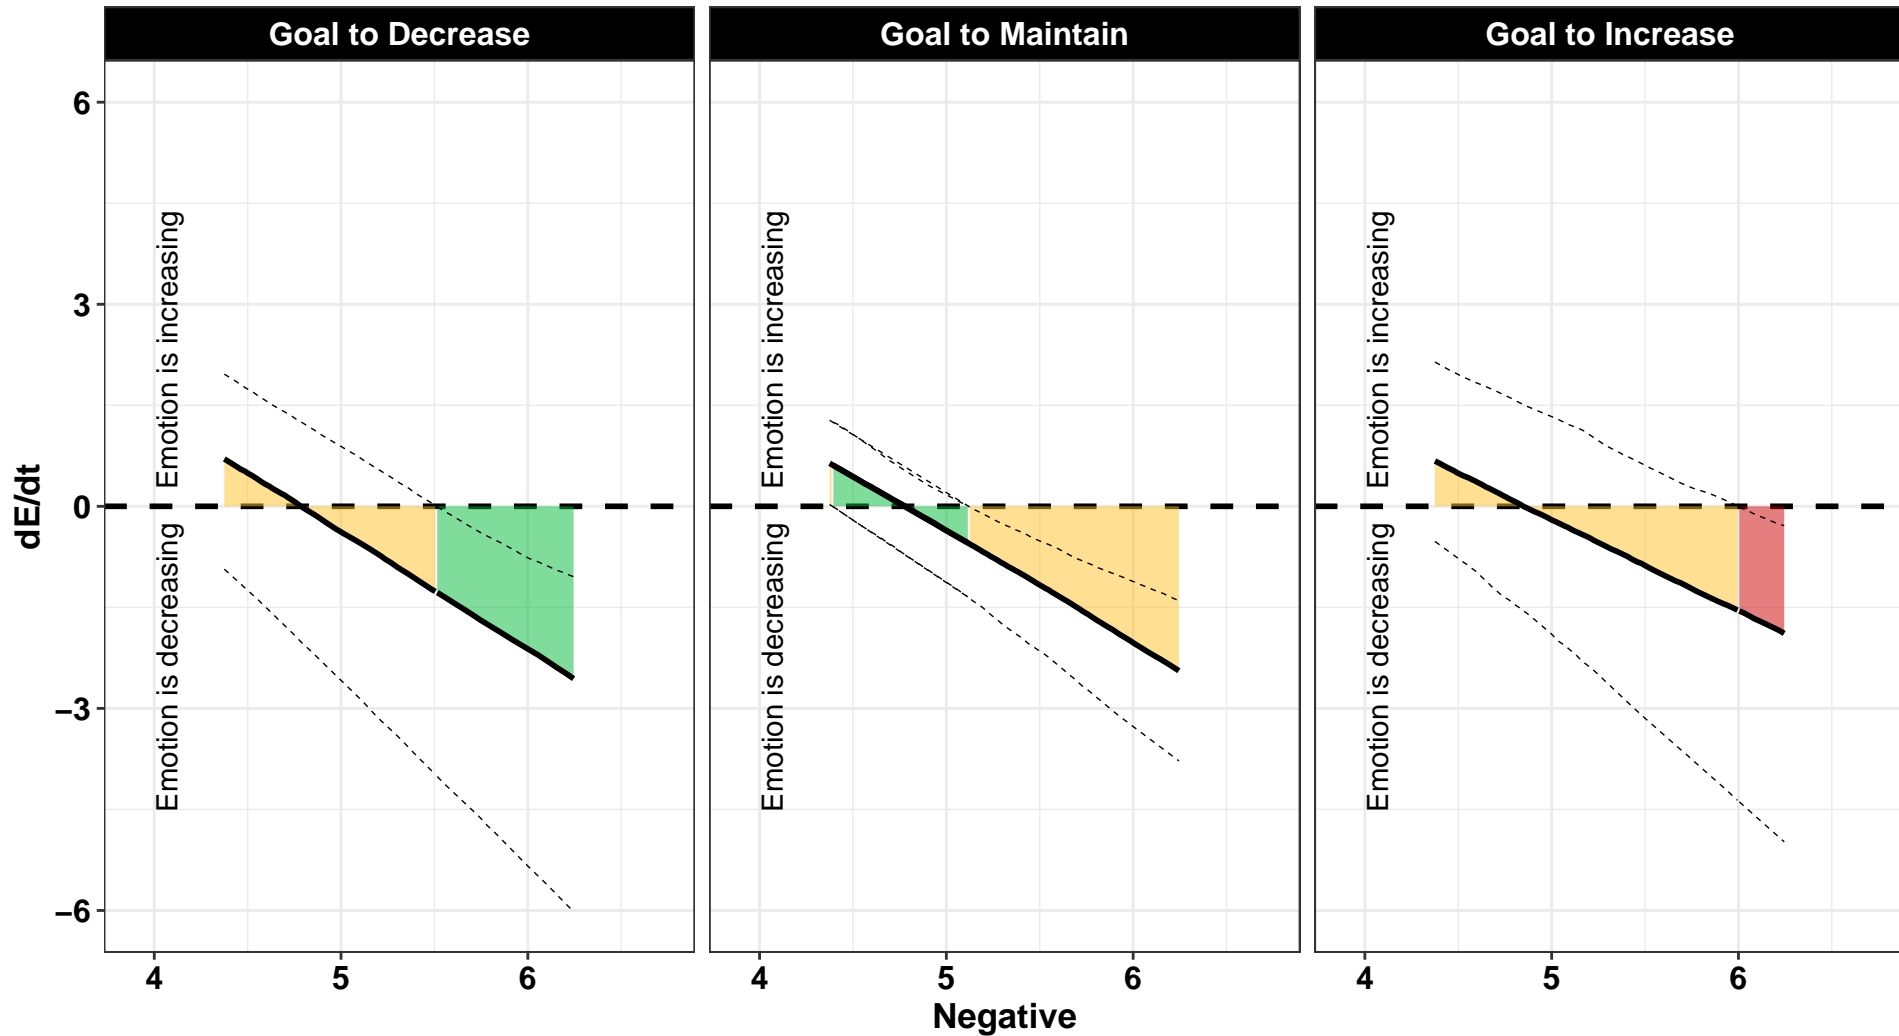 Goal to Decrease
Goal to Maintain
Goal to Increase
6
3
0
−3
−6
dE/dt
Emotion is increasing
Emotion is decreasing
Emotion is increasing
Emotion is decreasing
Emotion is increasing
Emotion is decreasing
4 5 6
4 5 6
4 5 6
Negative